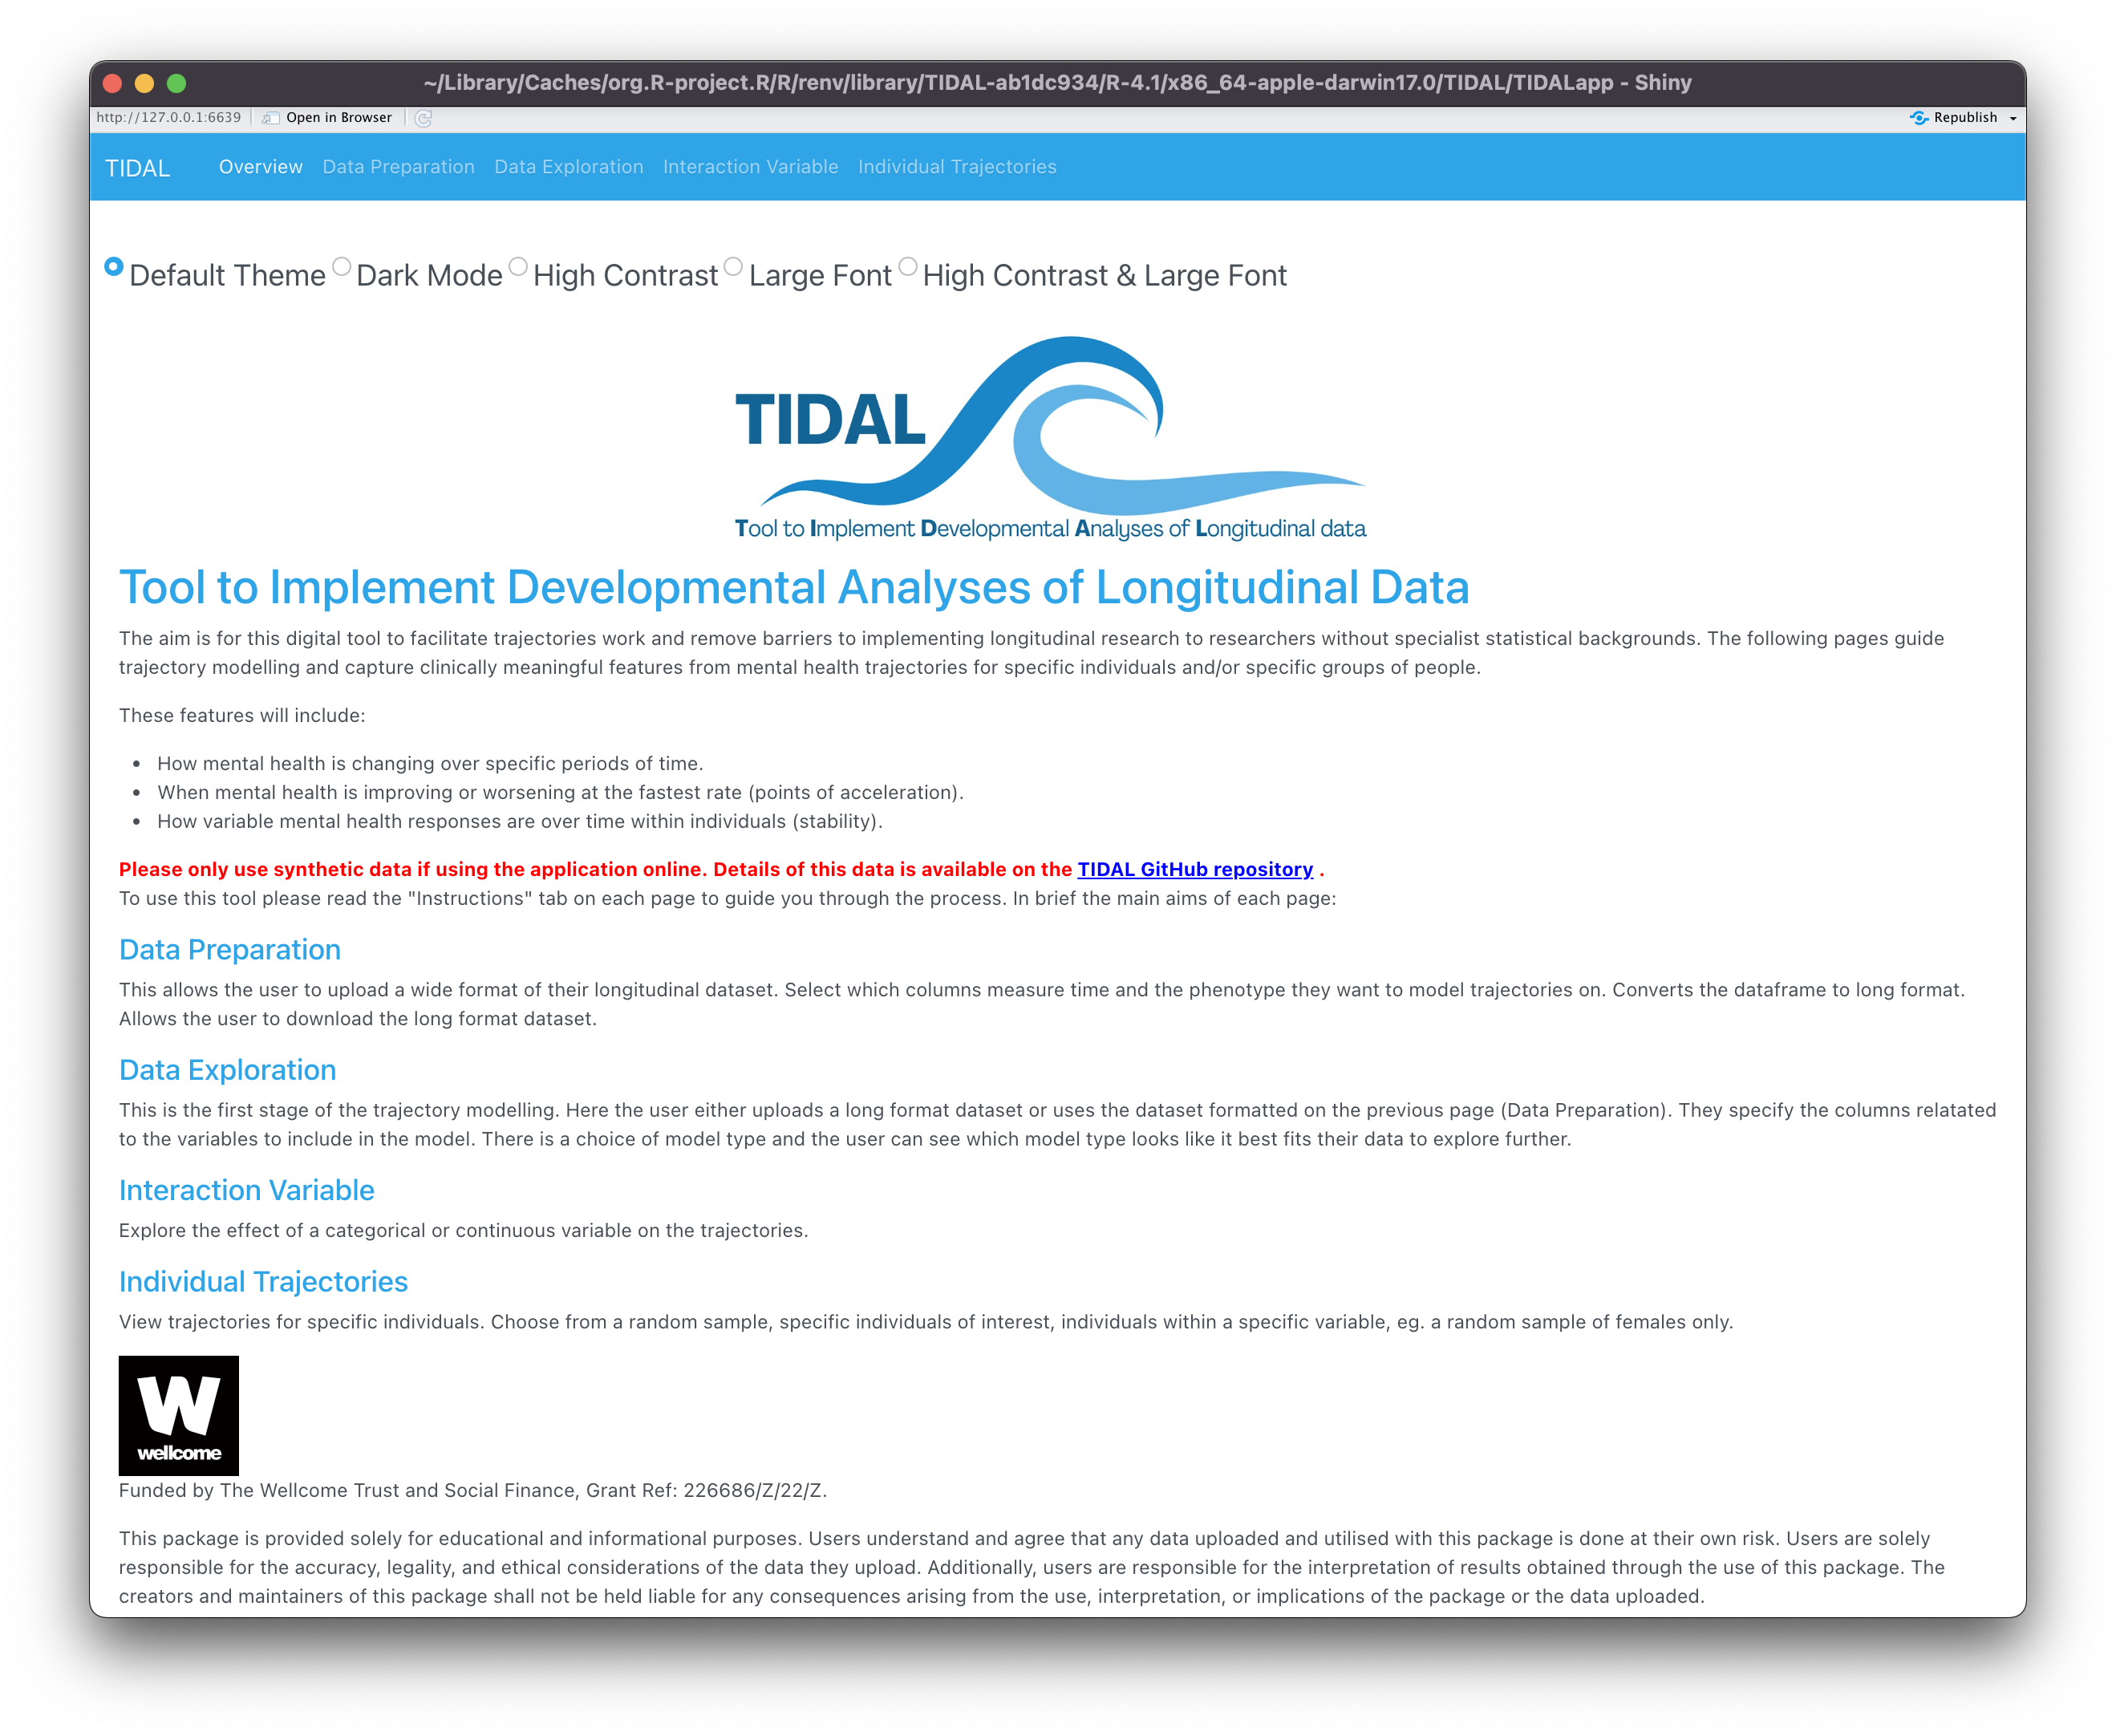 ~/Library/Caches/org.R-project.R/R/renv/library/TIDAL-ab1dc934/R-4.1/x86_64-apple-darwin17.0/TIDAL/TIDALapp - Shiny
http://127.0.0.1:6639 Open in Browser Republish
TIDAL Overview Data Preparation Data Exploration Interaction Variable Individual Trajectories
Default Theme Dark Mode High Contrast Large Font High Contrast & Large Font
TIDAL
Tool to Implement Developmental Analyses of Longitudinal data
Tool to Implement Developmental Analyses of Longitudinal Data
The aim is for this digital tool to facilitate trajectories work and remove barriers to implementing longitudinal research to researchers without specialist statistical backgrounds. The following pages guide
trajectory modelling and capture clinically meaningful features from mental health trajectories for specific individuals and/or specific groups of people.
These features will include:
• How mental health is changing over specific periods of time.
• When mental health is improving or worsening at the fastest rate (points of acceleration).
• How variable mental health responses are over time within individuals (stability).
Please only use synthetic data if using the application online. Details of this data is available on the TIDAL GitHub repository .
To use this tool please read the "Instructions" tab on each page to guide you through the process. In brief the main aims of each page:
Data Preparation
This allows the user to upload a wide format of their longitudinal dataset. Select which columns measure time and the phenotype they want to model trajectories on. Converts the dataframe to long format.
Allows the user to download the long format dataset.
Data Exploration
This is the first stage of the trajectory modelling. Here the user either uploads a long format dataset or uses the dataset formatted on the previous page (Data Preparation). They specify the columns relatated
to the variables to include in the model. There is a choice of model type and the user can see which model type looks like it best fits their data to explore further.
Interaction Variable
Explore the effect of a categorical or continuous variable on the trajectories.
Individual Trajectories
View trajectories for specific individuals. Choose from a random sample, specific individuals of interest, individuals within a specific variable, eg. a random sample of females only.
W
wellcome
Funded by The Wellcome Trust and Social Finance, Grant Ref: 226686/Z/22/Z.
This package is provided solely for educational and informational purposes. Users understand and agree that any data uploaded and utilised with this package is done at their own risk. Users are solely
responsible for the accuracy, legality, and ethical considerations of the data they upload. Additionally, users are responsible for the interpretation of results obtained through the use of this package. The
creators and maintainers of this package shall not be held liable for any consequences arising from the use, interpretation, or implications of the package or the data uploaded.